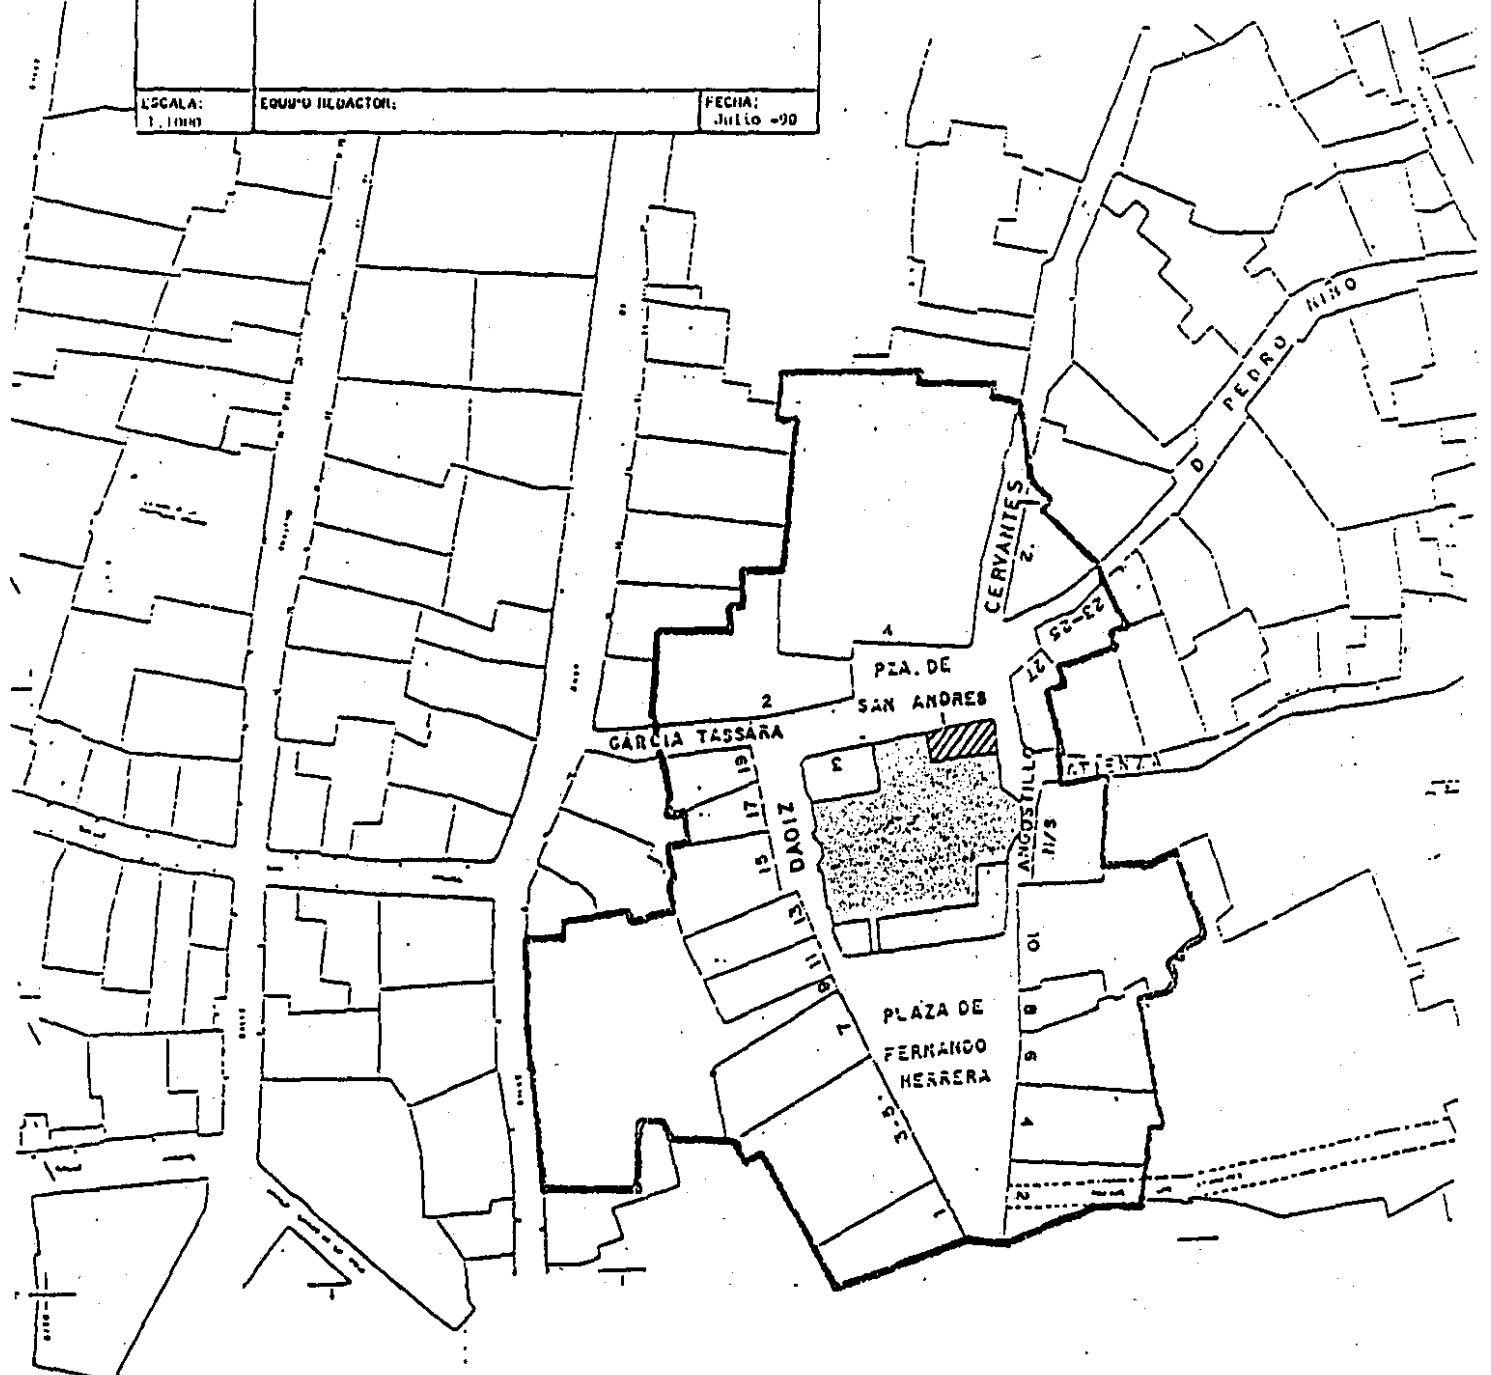 ESCALA:
1.1000
EQUIPO REDACTOR:
FECHA:
Julio -90
NIÑO
PEDRO
D
CERVANTES
2.
23-25
27
4
PZA. DE
SAN ANDRES
2
GARCIA TASSARA
19
17
15
13
11
9
7
3-5
1
DAOIZ
3
ANGOSTILLO
N/S
ATIENZA
10
8
6
4
2
PLAZA DE
FERNANDO
HERRERA